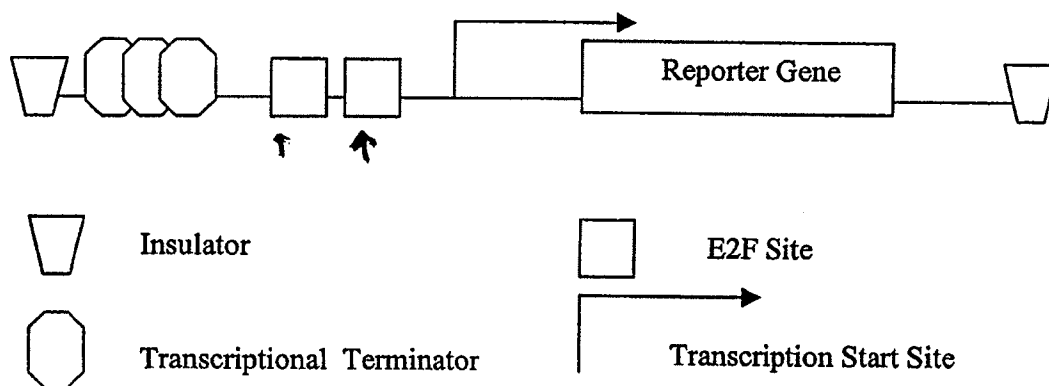 Reporter Gene
Insulator
E2F Site
Transcriptional Terminator
Transcription Start Site